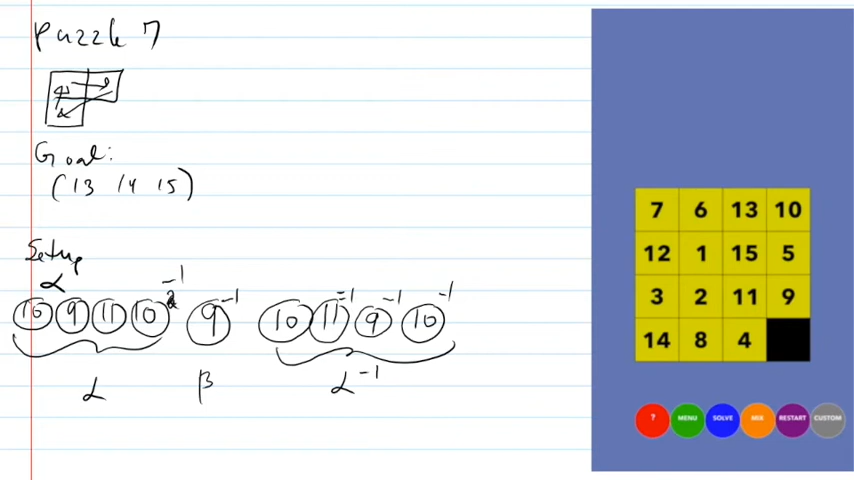 Puzzle 7
Goal:
(13 14 15)
Setup
α
10 9 11 10⁻¹ 9⁻¹ 10 11⁻¹ 9⁻¹ 10⁻¹
α β α⁻¹
7 6 13 10
12 1 15 5
3 2 11 9
14 8 4
? MENU SOLVE MIX RESTART CUSTOM